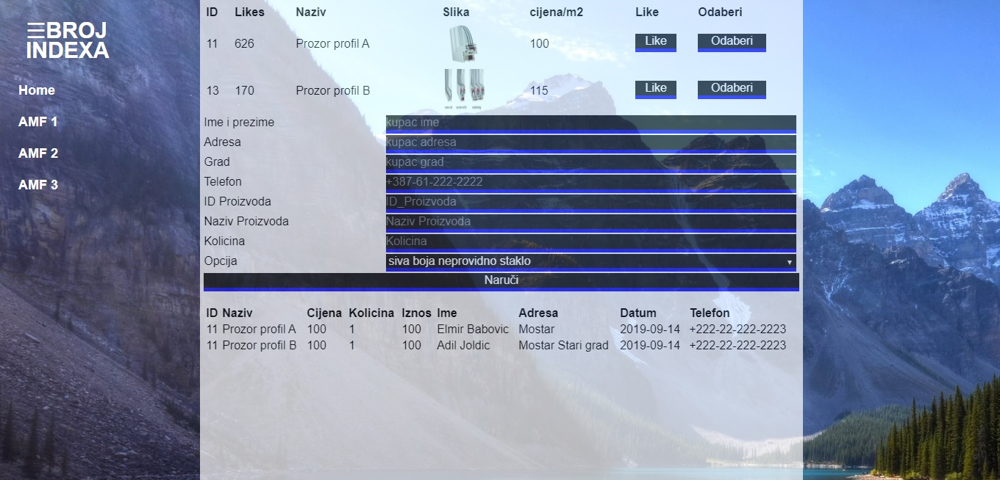 BROJ
INDEXA
Home
AMF 1
AMF 2
AMF 3
ID Likes Naziv Slika cijena/m2 Like Odaberi
11 626 Prozor profil A 100 Like Odaberi
13 170 Prozor profil B 115 Like Odaberi
Ime i prezime kupac ime
Adresa kupac adresa
Grad kupac grad
Telefon +387-61-222-2222
ID Proizvoda ID_Proizvoda
Naziv Proizvoda Naziv Proizvoda
Kolicina Kolicina
Opcija siva boja neprovidno staklo
Naruči
ID Naziv Cijena Kolicina Iznos Ime Adresa Datum Telefon
11 Prozor profil A 100 1 100 Elmir Babovic Mostar 2019-09-14 +222-22-222-2223
11 Prozor profil B 100 1 100 Adil Joldic Mostar Stari grad 2019-09-14 +222-22-222-2223